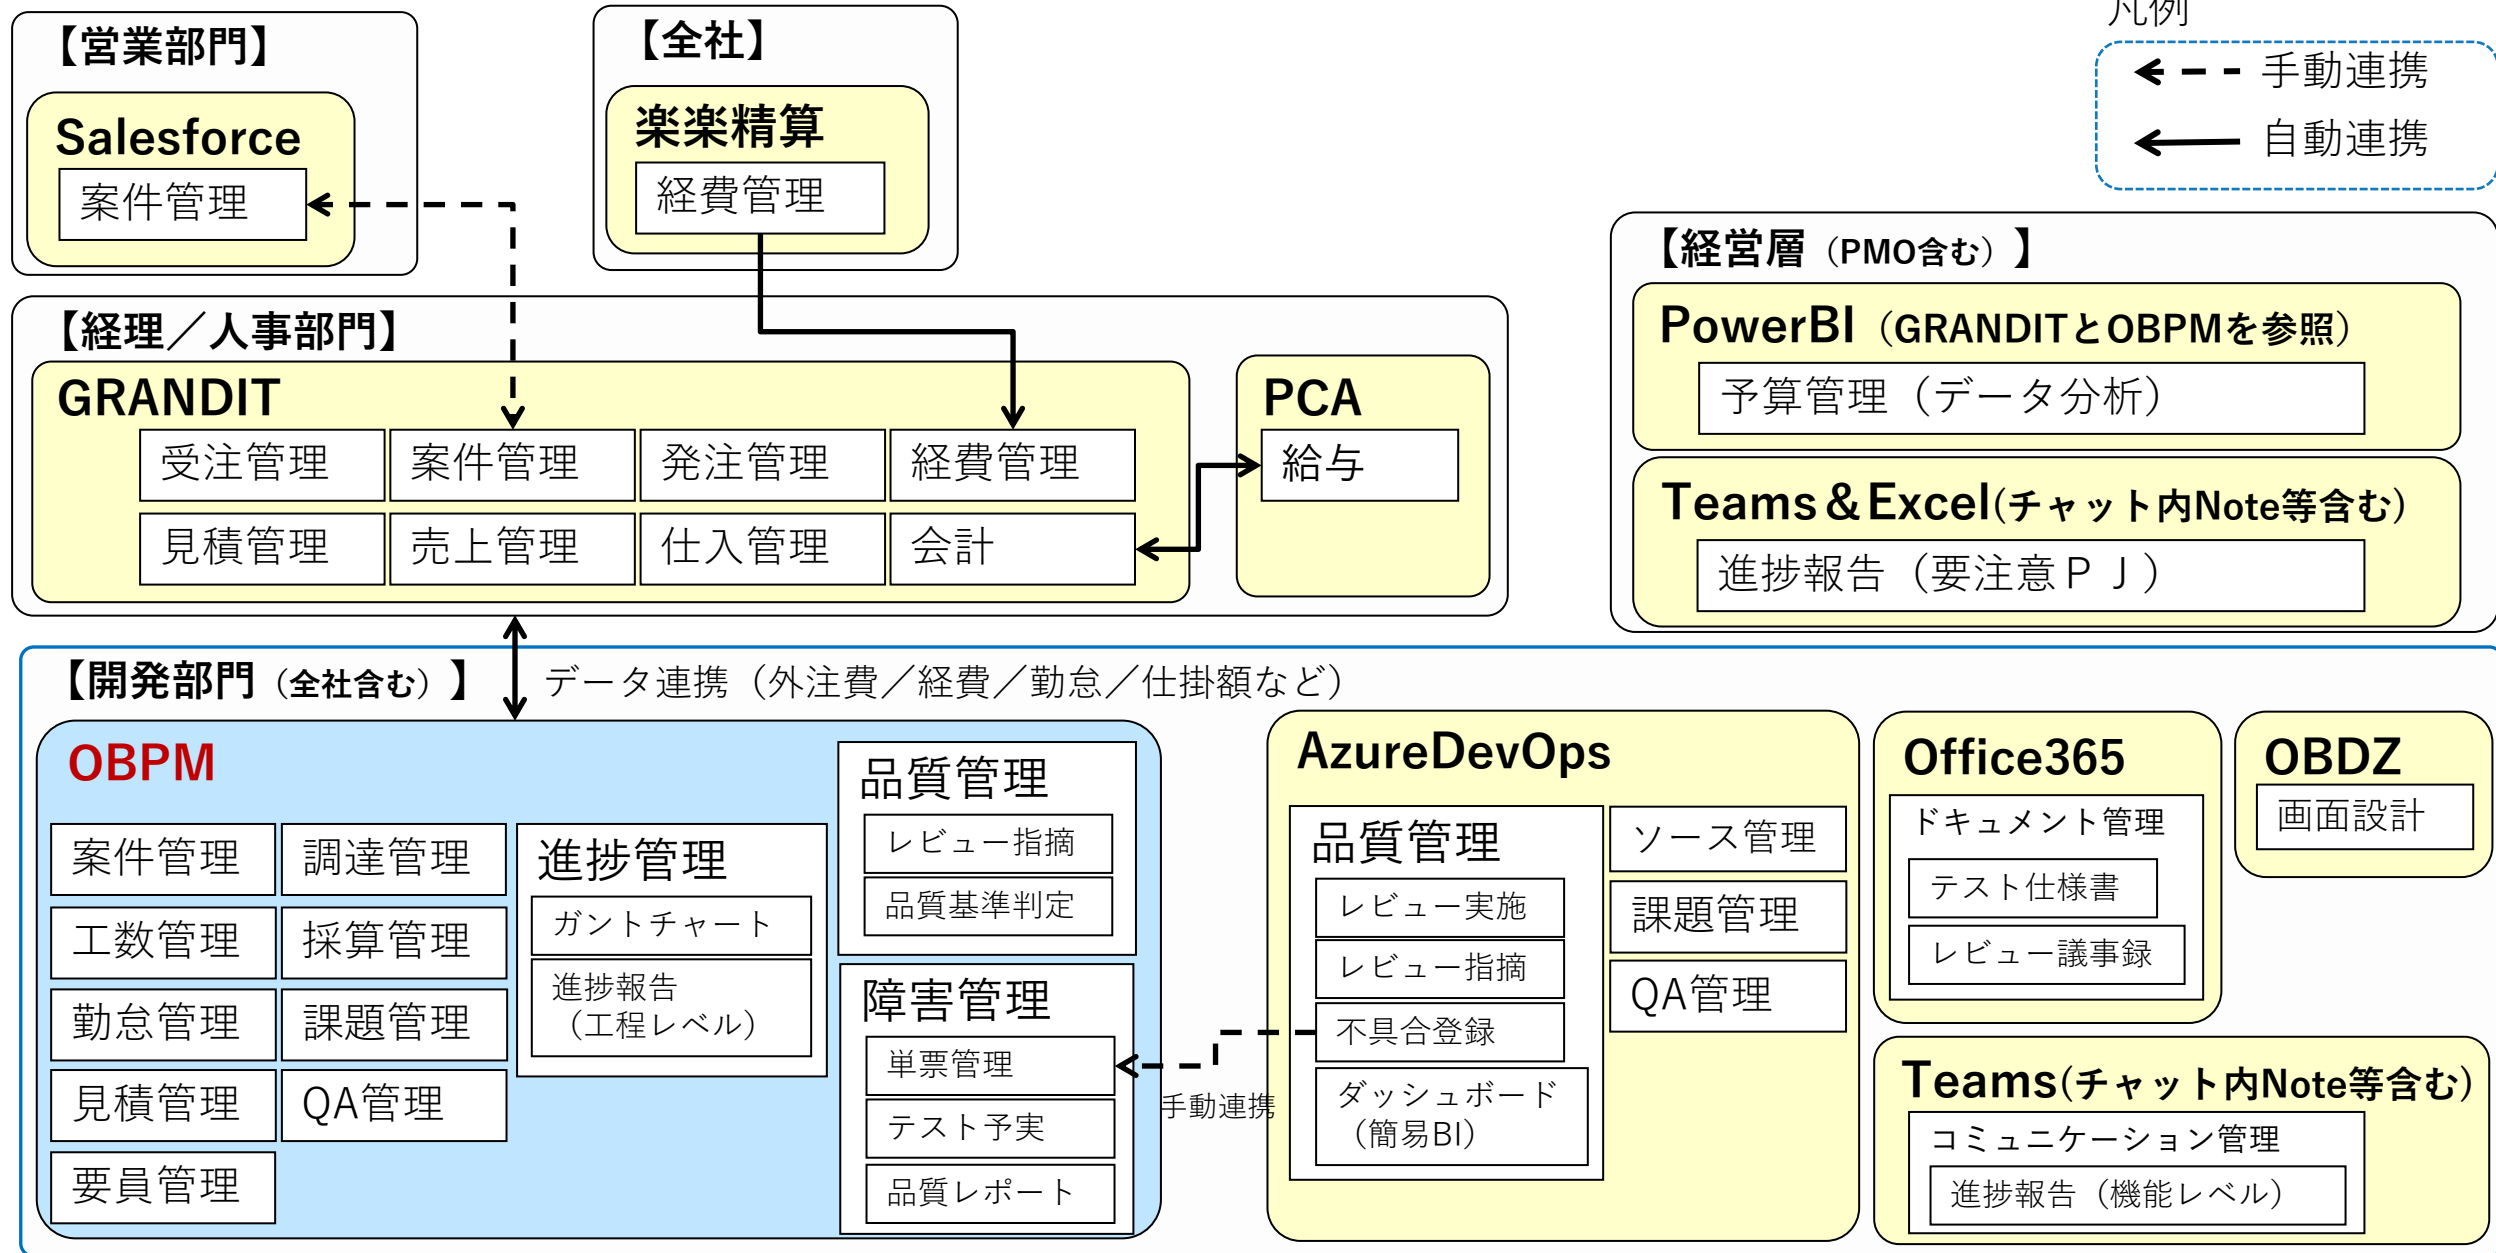 凡例
手動連携
自動連携
【営業部門】
Salesforce
案件管理
【全社】
楽楽精算
経費管理
【経理／人事部門】
GRANDIT
受注管理
案件管理
発注管理
経費管理
見積管理
売上管理
仕入管理
会計
PCA
給与
【経営層（PMO含む）】
PowerBI（GRANDITとOBPMを参照）
予算管理（データ分析）
Teams＆Excel(チャット内Note等含む)
進捗報告（要注意ＰＪ）
【開発部門（全社含む）】
データ連携（外注費／経費／勤怠／仕掛額など）
OBPM
案件管理
調達管理
工数管理
採算管理
勤怠管理
課題管理
見積管理
QA管理
要員管理
進捗管理
ガントチャート
進捗報告
（工程レベル）
品質管理
レビュー指摘
品質基準判定
障害管理
単票管理
テスト予実
品質レポート
手動連携
AzureDevOps
品質管理
レビュー実施
レビュー指摘
不具合登録
ダッシュボード
（簡易BI）
ソース管理
課題管理
QA管理
Office365
ドキュメント管理
テスト仕様書
レビュー議事録
OBDZ
画面設計
Teams(チャット内Note等含む)
コミュニケーション管理
進捗報告（機能レベル）